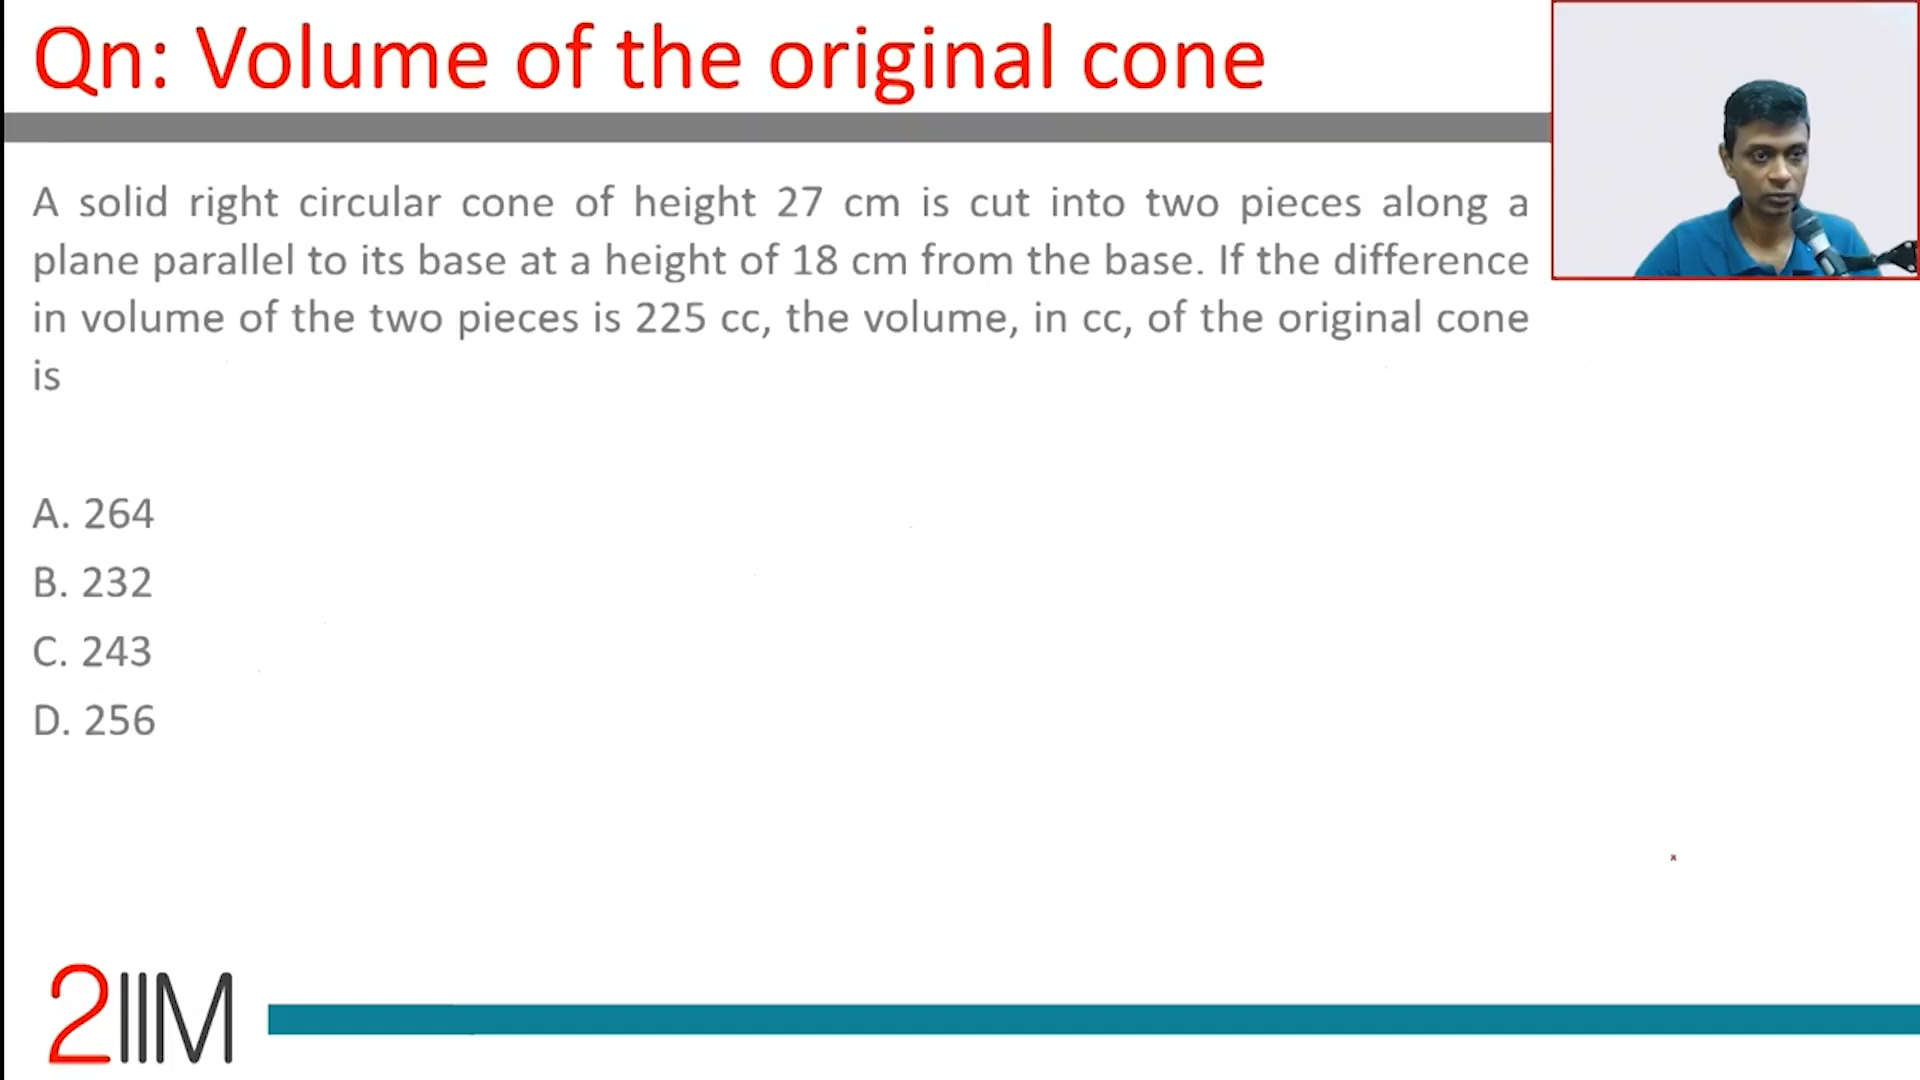 Qn: Volume of the original cone
A solid right circular cone of height 27 cm is cut into two pieces along a
plane parallel to its base at a height of 18 cm from the base. If the difference
in volume of the two pieces is 225 cc, the volume, in cc, of the original cone
is
A. 264
B. 232
C. 243
D. 256
2IIM